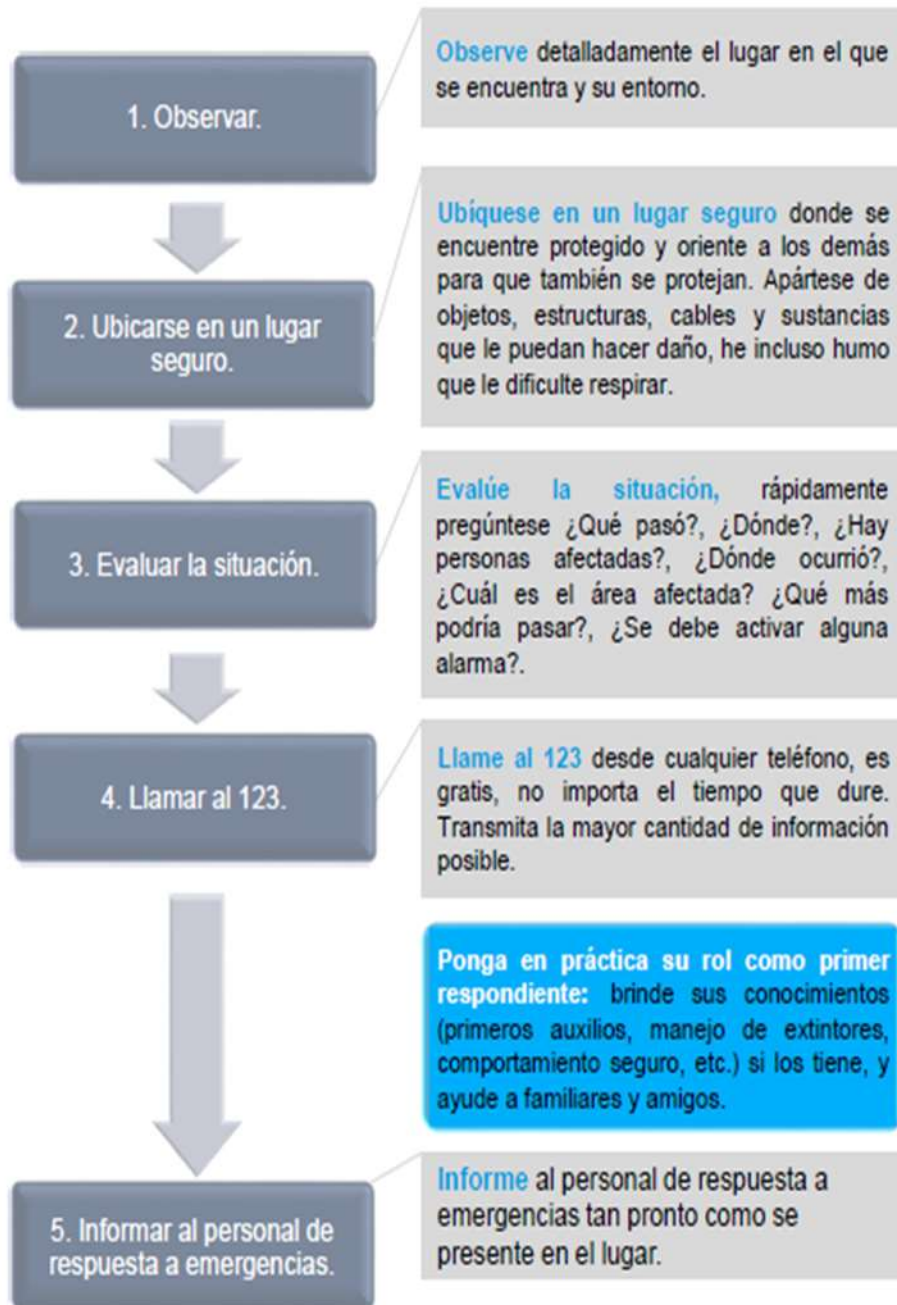 1. Observar.
Observe detalladamente el lugar en el que
se encuentra y su entorno.
2. Ubicarse en un lugar
seguro.
Ubíquese en un lugar seguro donde se
encuentre protegido y oriente a los demás
para que también se protejan. Apártese de
objetos, estructuras, cables y sustancias
que le puedan hacer daño, he incluso humo
que le dificulte respirar.
3. Evaluar la situación.
Evalúe la situación, rápidamente
pregúntese ¿Qué pasó?, ¿Dónde?, ¿Hay
personas afectadas?, ¿Dónde ocurrió?,
¿Cuál es el área afectada? ¿Qué más
podría pasar?, ¿Se debe activar alguna
alarma?.
4. Llamar al 123.
Llame al 123 desde cualquier teléfono, es
gratis, no importa el tiempo que dure.
Transmita la mayor cantidad de información
posible.
Ponga en práctica su rol como primer
respondiente: brinde sus conocimientos
(primeros auxilios, manejo de extintores,
comportamiento seguro, etc.) si los tiene, y
ayude a familiares y amigos.
5. Informar al personal de
respuesta a emergencias.
Informe al personal de respuesta a
emergencias tan pronto como se
presente en el lugar.